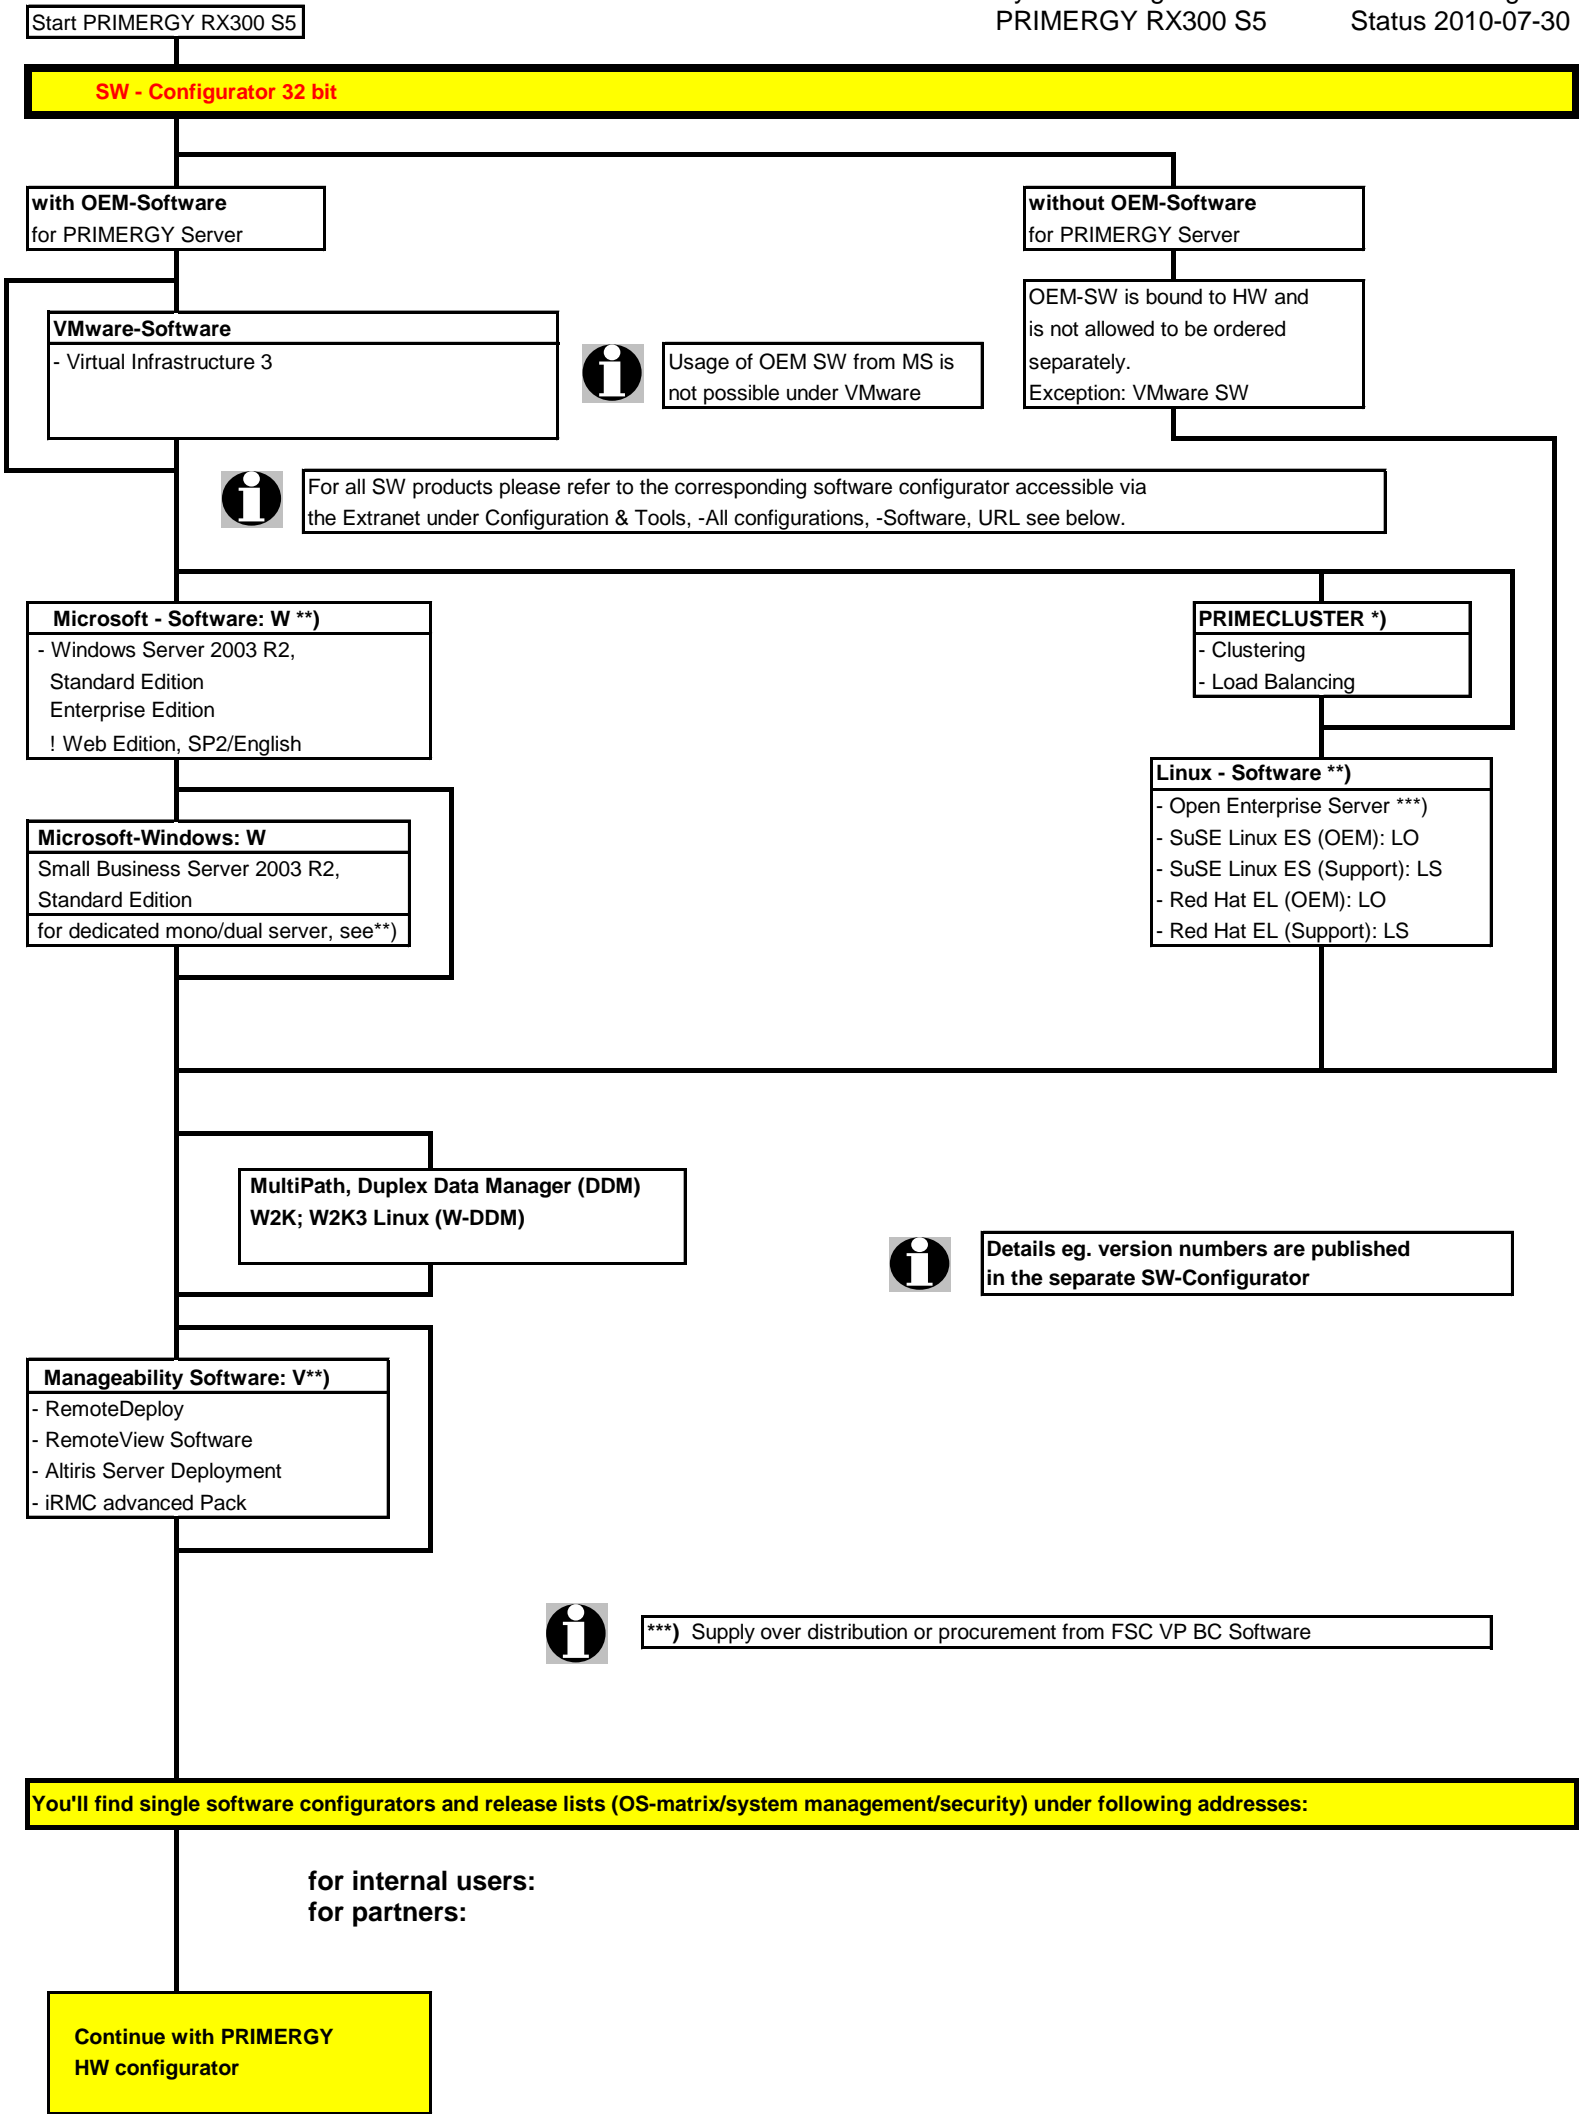 PRIMERGY RX300 S5 Status 2010-07-30
Start PRIMERGY RX300 S5
SW - Configurator 32 bit
with OEM-Software
for PRIMERGY Server
without OEM-Software
for PRIMERGY Server
OEM-SW is bound to HW and
is not allowed to be ordered
separately.
Exception: VMware SW
VMware-Software
- Virtual Infrastructure 3
Usage of OEM SW from MS is
not possible under VMware
For all SW products please refer to the corresponding software configurator accessible via
the Extranet under Configuration & Tools, -All configurations, -Software, URL see below.
Microsoft - Software: W **)
- Windows Server 2003 R2,
Standard Edition
Enterprise Edition
! Web Edition, SP2/English
PRIMECLUSTER *)
- Clustering
- Load Balancing
Linux - Software **)
- Open Enterprise Server ***)
- SuSE Linux ES (OEM): LO
- SuSE Linux ES (Support): LS
- Red Hat EL (OEM): LO
- Red Hat EL (Support): LS
Microsoft-Windows: W
Small Business Server 2003 R2,
Standard Edition
for dedicated mono/dual server, see**)
MultiPath, Duplex Data Manager (DDM)
W2K; W2K3 Linux (W-DDM)
Details eg. version numbers are published
in the separate SW-Configurator
Manageability Software: V**)
- RemoteDeploy
- RemoteView Software
- Altiris Server Deployment
- iRMC advanced Pack
***) Supply over distribution or procurement from FSC VP BC Software
You'll find single software configurators and release lists (OS-matrix/system management/security) under following addresses:
for internal users:
for partners:
Continue with PRIMERGY
HW configurator